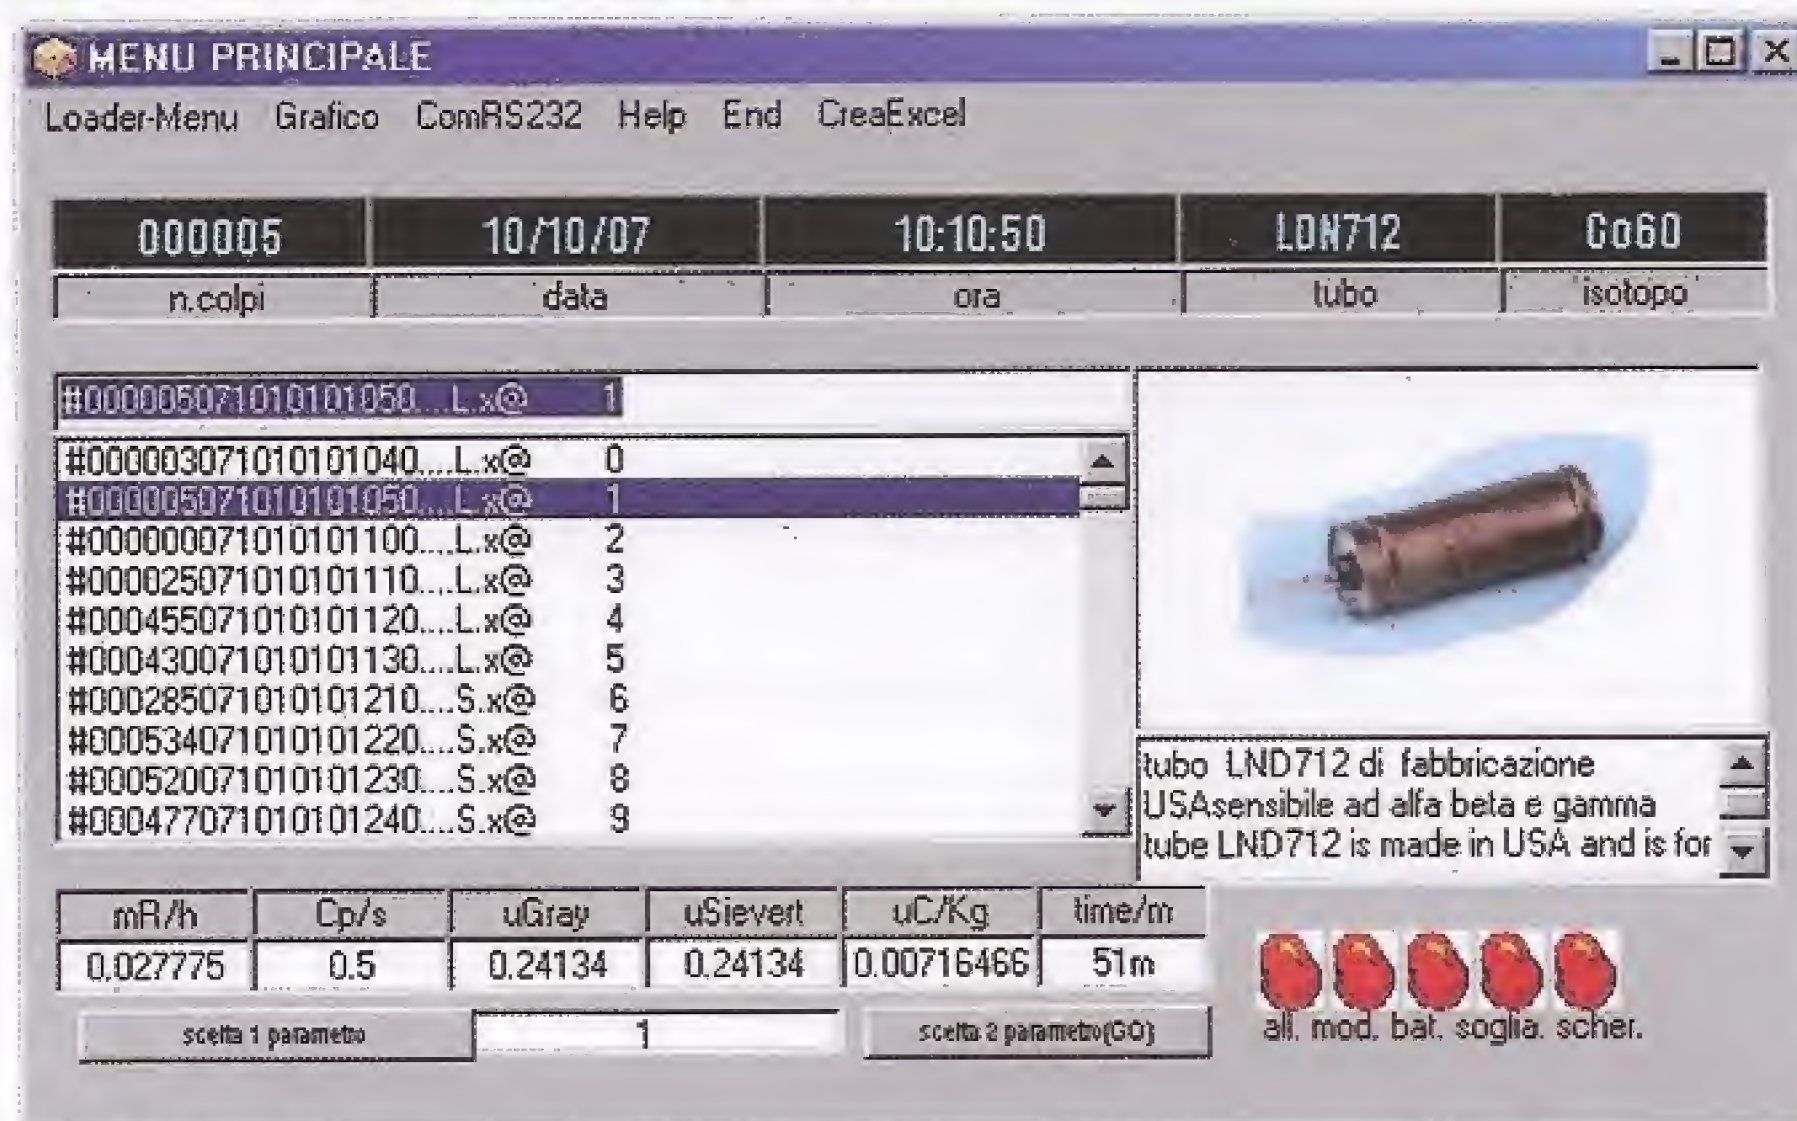 MENU PRINCIPALE
Loader-Menu Grafico ComRS232 Help End CreaExcel
000005 10/10/07 10:10:50 LDN712 Co60
n.colpi data ora tubo isotopo
#000005071010101050....L.x@ 1
#000003071010101040....L.x@ 0
#000005071010101050....L.x@ 1
#000000071010101100....L.x@ 2
#000025071010101110....L.x@ 3
#000455071010101120....L.x@ 4
#000430071010101130....L.x@ 5
#000285071010101210....S.x@ 6
#000534071010101220....S.x@ 7
#000520071010101230....S.x@ 8
#000477071010101240....S.x@ 9
tubo LND712 di fabbricazione
USAsensibile ad alfa beta e gamma
tube LND712 is made in USA and is for
mR/h Cp/s uGray uSievert uC/Kg time/m
0.027775 0.5 0.24134 0.24134 0.00716466 51m
scelta 1 parametro 1 scelta 2 parametro(GO)
all. mod. bat. soglia. scher.